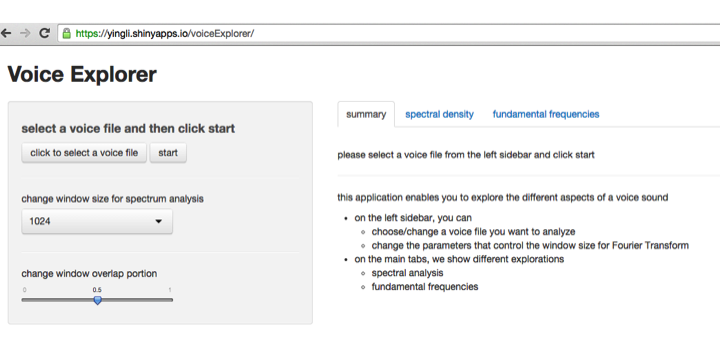 https://yingli.shinyapps.io/voiceExplorer/
Voice Explorer
select a voice file and then click start
click to select a voice file start
change window size for spectrum analysis
1024
change window overlap portion
0 0.5 1
summary spectral density fundamental frequencies
please select a voice file from the left sidebar and click start
this application enables you to explore the different aspects of a voice sound
on the left sidebar, you can
choose/change a voice file you want to analyze
change the parameters that control the window size for Fourier Transform
on the main tabs, we show different explorations
spectral analysis
fundamental frequencies